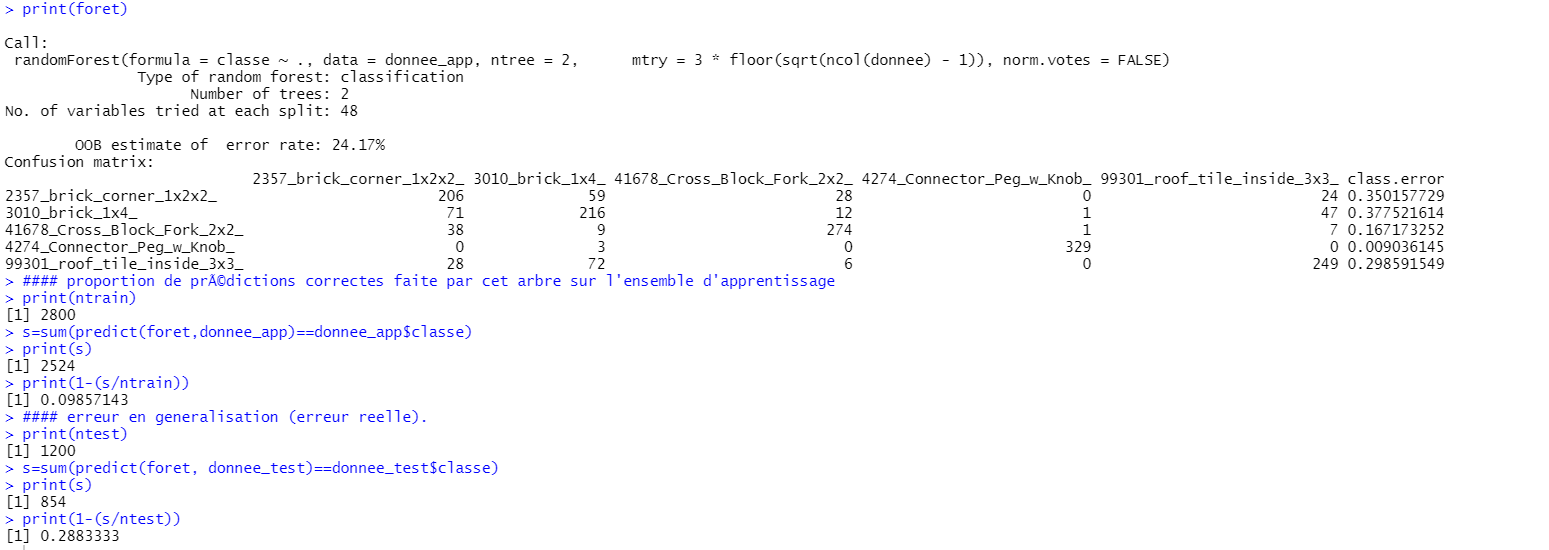 > print(foret)
Call:
 randomForest(formula = classe ~ ., data = donnee_app, ntree = 2,      mtry = 3 * floor(sqrt(ncol(donnee) - 1)), norm.votes = FALSE)
               Type of random forest: classification
                     Number of trees: 2
No. of variables tried at each split: 48
        OOB estimate of  error rate: 24.17%
Confusion matrix:
                            2357_brick_corner_1x2x2_ 3010_brick_1x4_ 41678_Cross_Block_Fork_2x2_ 4274_Connector_Peg_w_Knob_ 99301_roof_tile_inside_3x3_ class.error
2357_brick_corner_1x2x2_                         206              59                          28                          0                          24 0.350157729
3010_brick_1x4_                                   71             216                          12                          1                          47 0.377521614
41678_Cross_Block_Fork_2x2_                       38               9                         274                          1                           7 0.167173252
4274_Connector_Peg_w_Knob_                         0               3                           0                        329                           0 0.009036145
99301_roof_tile_inside_3x3_                       28              72                           6                          0                         249 0.298591549
> #### proportion de prÃ©dictions correctes faite par cet arbre sur l'ensemble d'apprentissage
> print(ntrain)
[1] 2800
> s=sum(predict(foret,donnee_app)==donnee_app$classe)
> print(s)
[1] 2524
> print(1-(s/ntrain))
[1] 0.09857143
> #### erreur en generalisation (erreur reelle).
> print(ntest)
[1] 1200
> s=sum(predict(foret, donnee_test)==donnee_test$classe)
> print(s)
[1] 854
> print(1-(s/ntest))
[1] 0.2883333